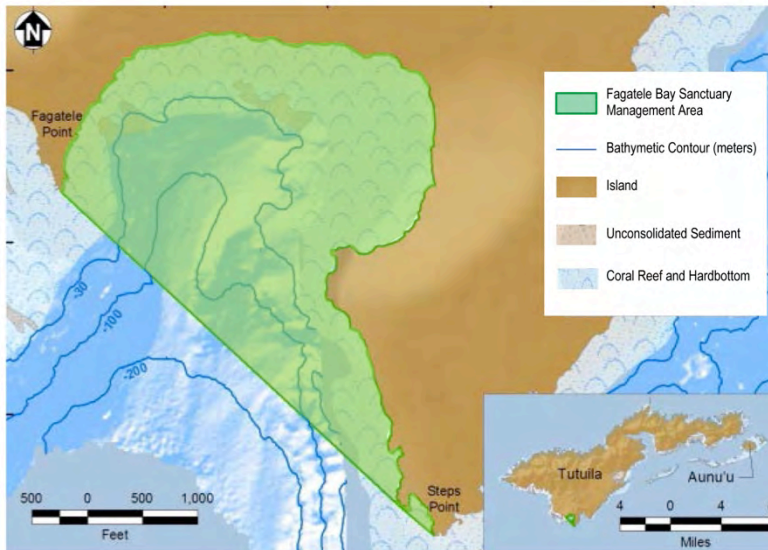 N
Fagatele
Point
Fagatele Bay Sanctuary
Management Area
Bathymetic Contour (meters)
Island
Unconsolidated Sediment
Coral Reef and Hardbottom
-30
-100
-200
Steps
Point
500 0 500 1,000
Feet
Tutuila
Aunu'u
4 0 4
Miles